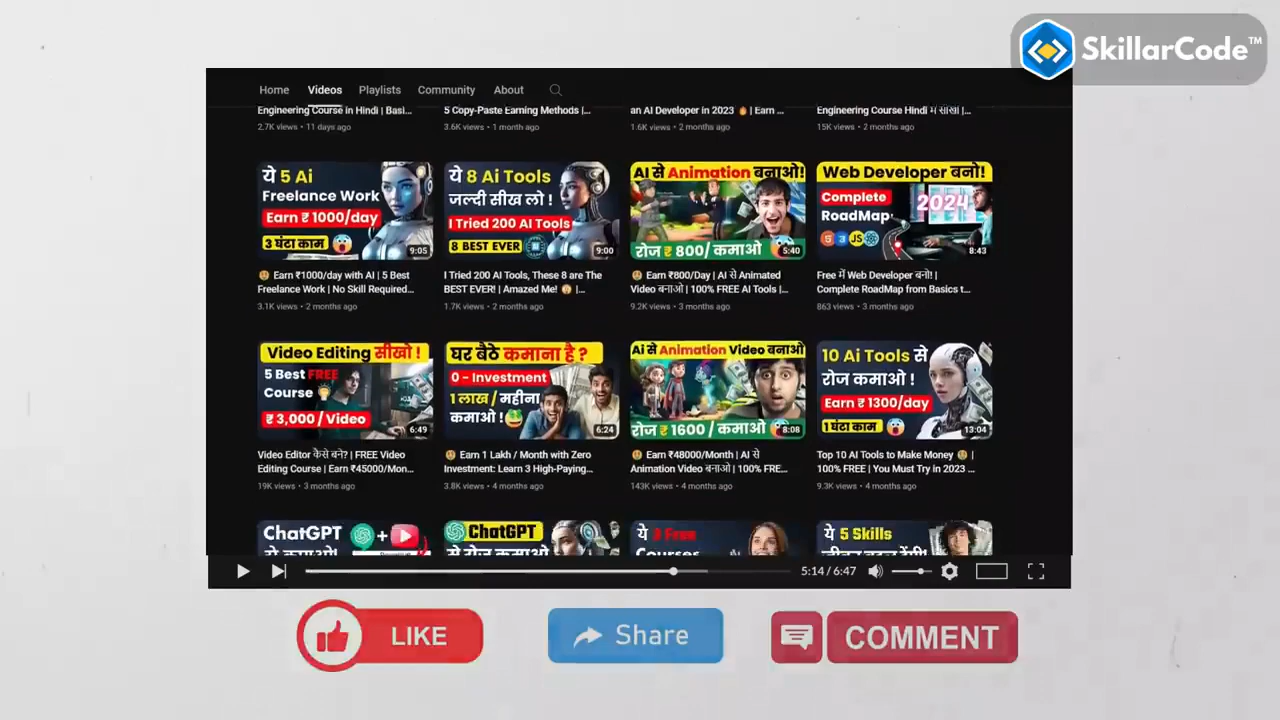 SkillarCode™
Home Videos Playlists Community About
Engineering Course in Hindi | Basi...
2.7K views • 11 days ago
5 Copy-Paste Earning Methods |...
3.6K views • 1 month ago
an AI Developer in 2023 🔥 | Earn ...
1.6K views • 2 months ago
Engineering Course Hindi में सीखो |...
15K views • 2 months ago
ये 5 Ai
Freelance Work
Earn ₹ 1000/day
3 घंटा काम 😰
9:05
😲 Earn ₹1000/day with AI | 5 Best
Freelance Work | No Skill Required...
3.1K views • 2 months ago
ये 8 Ai Tools
जल्दी सीख लो !
I Tried 200 AI Tools
8 BEST EVER
9:00
I Tried 200 AI Tools, These 8 are The
BEST EVER! | Amazed Me! 😱 |...
1.7K views • 2 months ago
AI से Animation बनाओ!
रोज ₹ 800/ कमाओ
5:40
😲 Earn ₹800/Day | AI से Animated
Video बनाओ | 100% FREE AI Tools |...
9.2K views • 3 months ago
Web Developer बनो!
Complete
RoadMap
2024
JS
8:43
Free में Web Developer बनो! |
Complete RoadMap from Basics t...
863 views • 3 months ago
Video Editing सीखो !
5 Best FREE
Course
₹ 3,000 / Video
6:49
Video Editor कैसे बने? | FREE Video
Editing Course | Earn ₹45000/Mon...
19K views • 3 months ago
घर बैठे कमाना है ?
0 - Investment
1 लाख / महीना
कमाओ !
6:24
😲 Earn 1 Lakh / Month with Zero
Investment: Learn 3 High-Paying...
3.8K views • 4 months ago
Ai से Animation Video बनाओ
रोज ₹ 1600 / कमाओ
8:08
😲 Earn ₹48000/Month | AI से
Animation Video बनाओ | 100% FRE...
143K views • 4 months ago
10 Ai Tools से
रोज कमाओ !
Earn ₹ 1300/day
1 घंटा काम 😰
13:04
Top 10 AI Tools to Make Money 😲 |
100% FREE | You Must Try in 2023 ...
9.3K views • 4 months ago
ChatGPT +
से कमाओ!
ChatGPT
से रोज कमाओ
ये 3 Free
Courses
ये 5 Skills
5:14 / 6:47
LIKE
Share
COMMENT